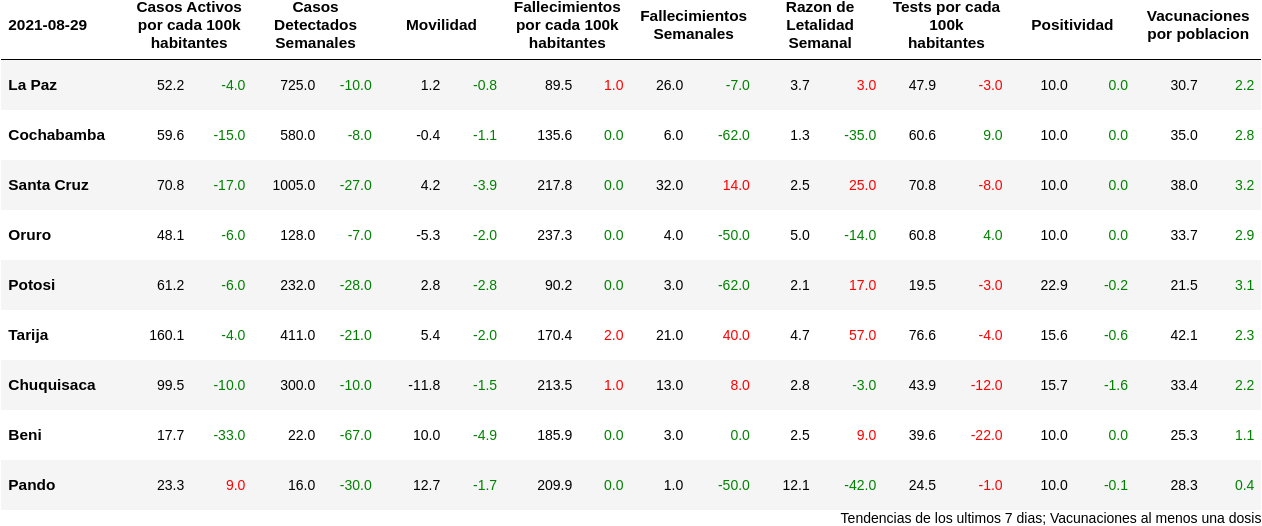 2021-08-29 Casos Activos por cada 100k habitantes Casos Detectados Semanales Movilidad Fallecimientos por cada 100k habitantes Fallecimientos Semanales Razon de Letalidad Semanal Tests por cada 100k habitantes Positividad Vacunaciones por poblacion
La Paz 52.2 -4.0 725.0 -10.0 1.2 -0.8 89.5 1.0 26.0 -7.0 3.7 3.0 47.9 -3.0 10.0 0.0 30.7 2.2
Cochabamba 59.6 -15.0 580.0 -8.0 -0.4 -1.1 135.6 0.0 6.0 -62.0 1.3 -35.0 60.6 9.0 10.0 0.0 35.0 2.8
Santa Cruz 70.8 -17.0 1005.0 -27.0 4.2 -3.9 217.8 0.0 32.0 14.0 2.5 25.0 70.8 -8.0 10.0 0.0 38.0 3.2
Oruro 48.1 -6.0 128.0 -7.0 -5.3 -2.0 237.3 0.0 4.0 -50.0 5.0 -14.0 60.8 4.0 10.0 0.0 33.7 2.9
Potosi 61.2 -6.0 232.0 -28.0 2.8 -2.8 90.2 0.0 3.0 -62.0 2.1 17.0 19.5 -3.0 22.9 -0.2 21.5 3.1
Tarija 160.1 -4.0 411.0 -21.0 5.4 -2.0 170.4 2.0 21.0 40.0 4.7 57.0 76.6 -4.0 15.6 -0.6 42.1 2.3
Chuquisaca 99.5 -10.0 300.0 -10.0 -11.8 -1.5 213.5 1.0 13.0 8.0 2.8 -3.0 43.9 -12.0 15.7 -1.6 33.4 2.2
Beni 17.7 -33.0 22.0 -67.0 10.0 -4.9 185.9 0.0 3.0 0.0 2.5 9.0 39.6 -22.0 10.0 0.0 25.3 1.1
Pando 23.3 9.0 16.0 -30.0 12.7 -1.7 209.9 0.0 1.0 -50.0 12.1 -42.0 24.5 -1.0 10.0 -0.1 28.3 0.4
Tendencias de los ultimos 7 dias; Vacunaciones al menos una dosis